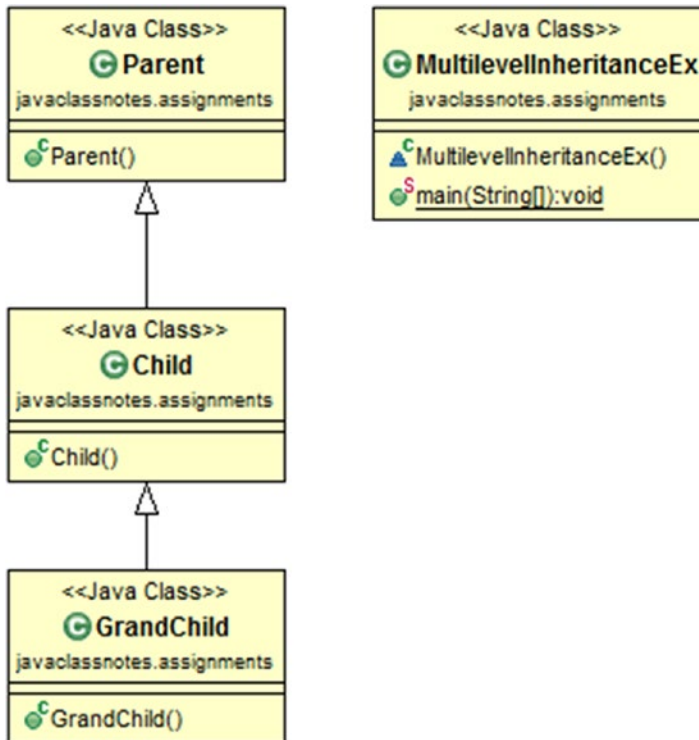 <<Java Class>>
Parent
javaclassnotes.assignments
Parent()
<<Java Class>>
MultilevelInheritanceEx
javaclassnotes.assignments
MultilevelInheritanceEx()
main(String[]):void
<<Java Class>>
Child
javaclassnotes.assignments
Child()
<<Java Class>>
GrandChild
javaclassnotes.assignments
GrandChild()